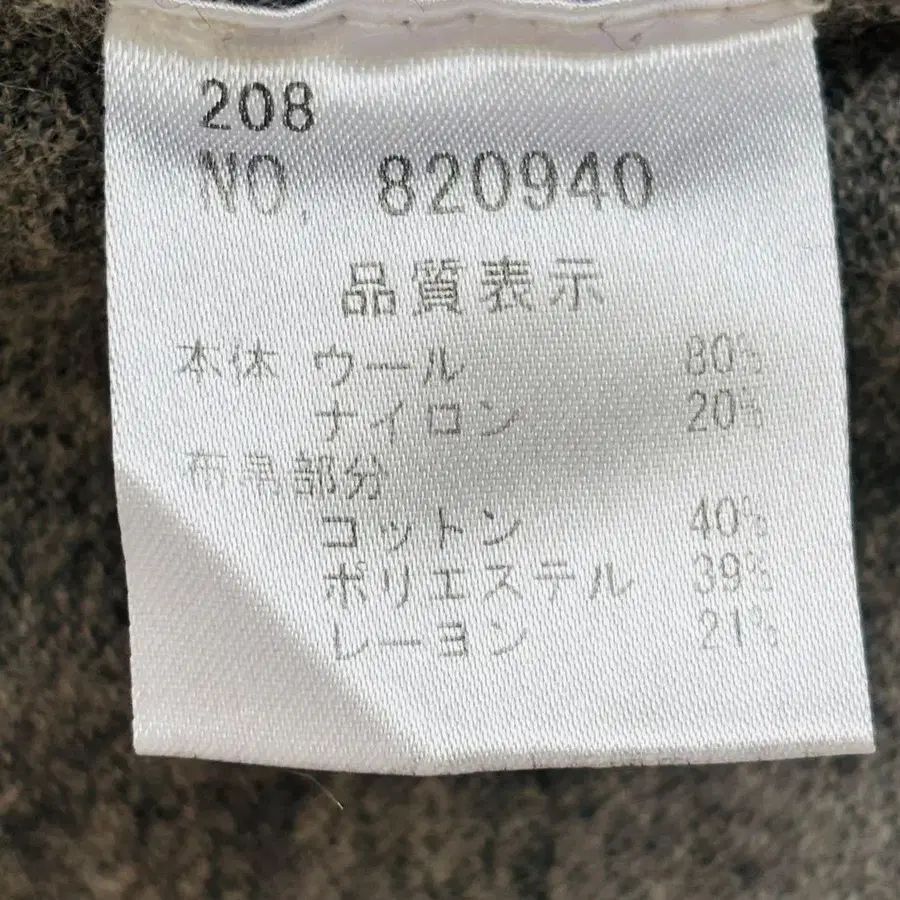 208
NO. 820940
品質表示
本体 ウール 80%
ナイロン 20%
布帛部分
コットン 40%
ポリエステル 39%
レーヨン 21%